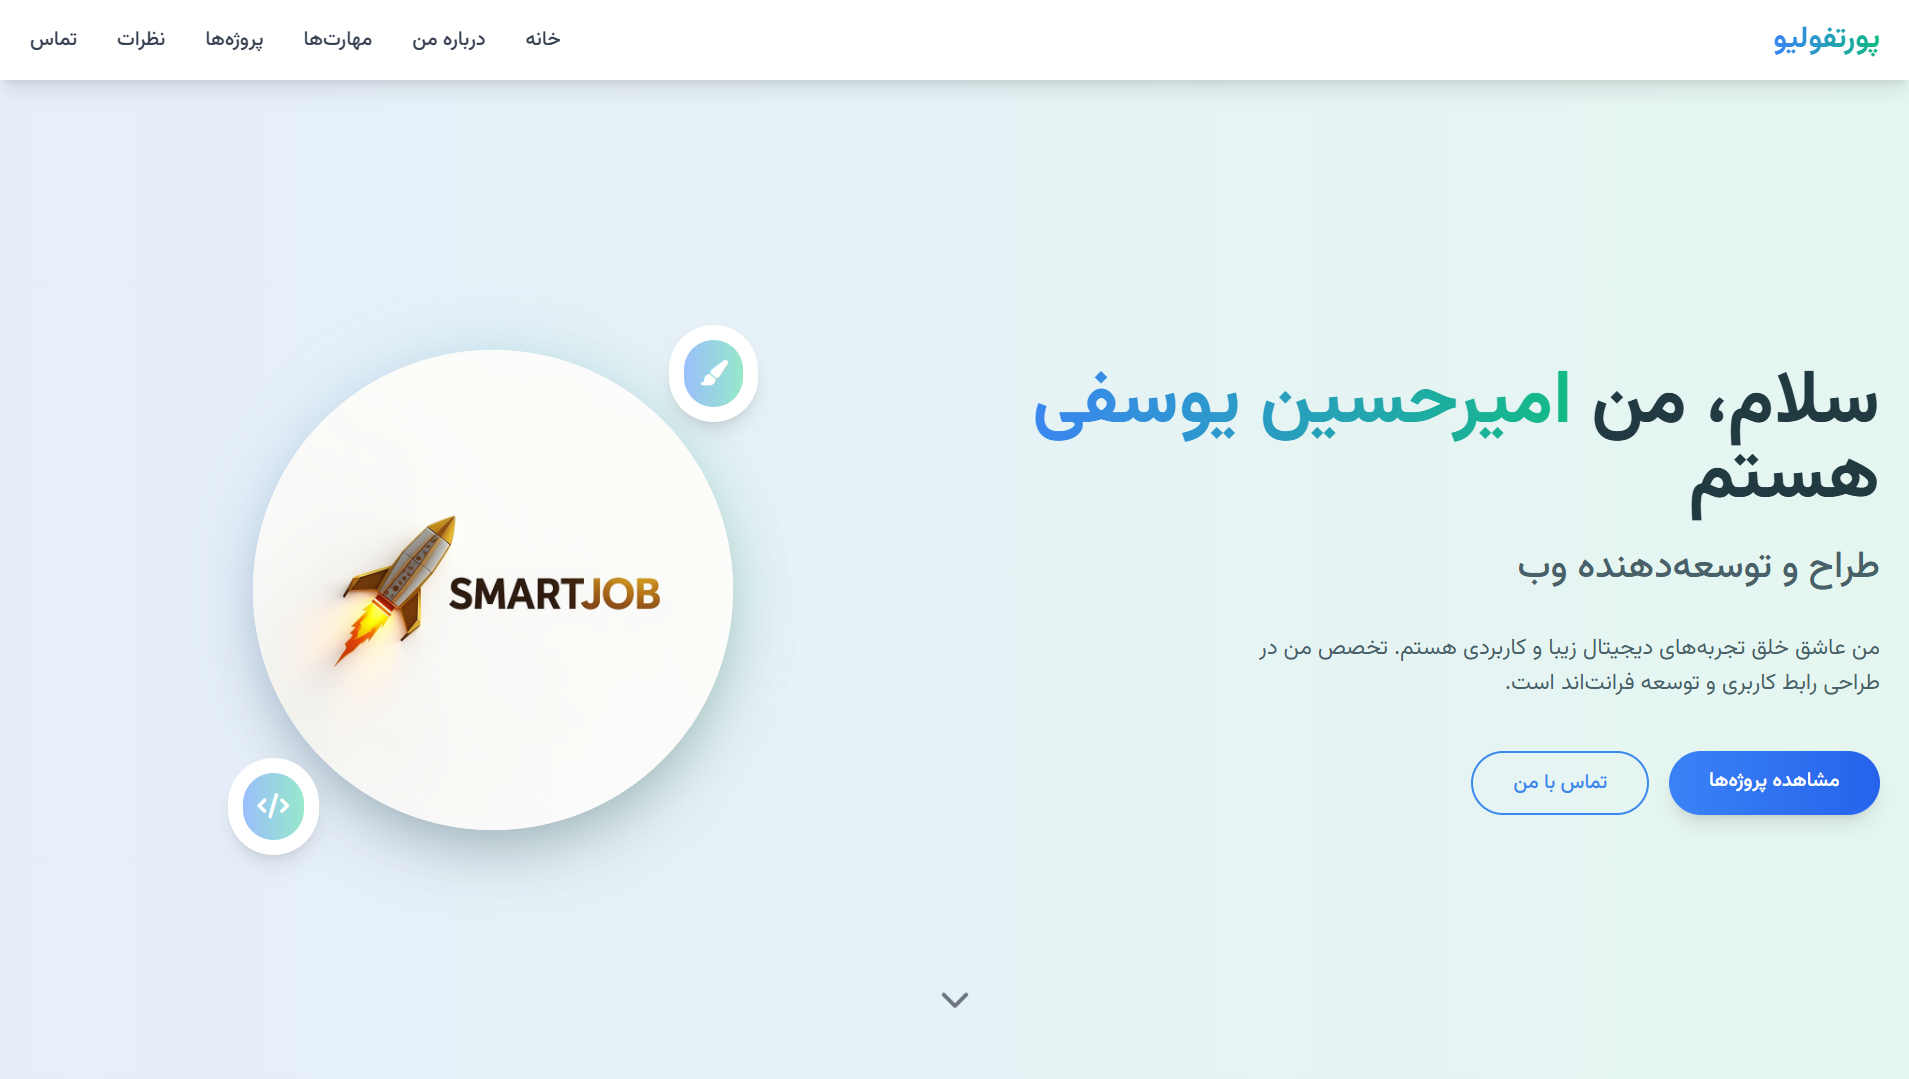 پورتفولیو
خانه
درباره من
مهارت‌ها
پروژه‌ها
نظرات
تماس
سلام، من امیرحسین یوسفی
هستم
طراح و توسعه‌دهنده وب
من عاشق خلق تجربه‌های دیجیتال زیبا و کاربردی هستم. تخصص من در
طراحی رابط کاربری و توسعه فرانت‌اند است.
مشاهده پروژه‌ها
تماس با من
SMARTJOB